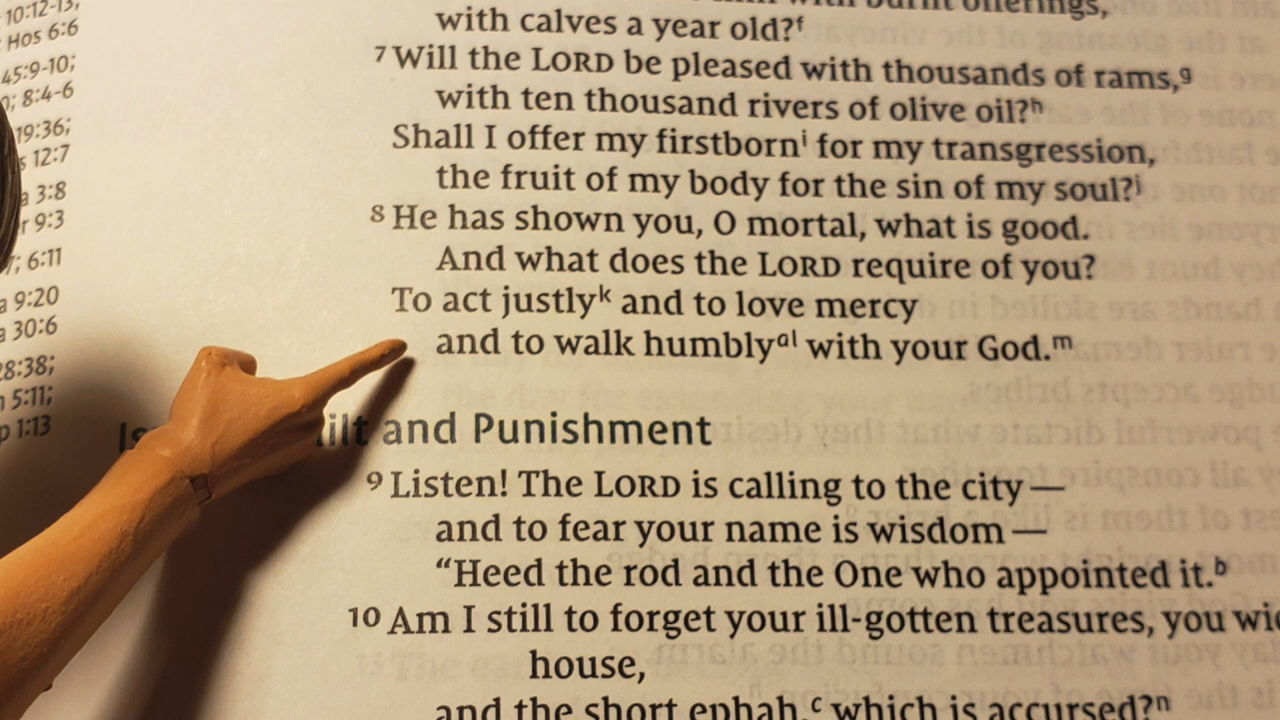 10:12-13;
Hos 6:6
45:9-10;
8:4-6
19:36;
12:7
3:8
9:3
6:11
9:20
30:6
28:38;
5:11;
1:13
with burnt offerings,
with calves a year old?f
7 Will the LORD be pleased with thousands of rams,g
with ten thousand rivers of olive oil?h
Shall I offer my firstborni for my transgression,
the fruit of my body for the sin of my soul?j
8 He has shown you, O mortal, what is good.
And what does the LORD require of you?
To act justlyk and to love mercy
and to walk humblyal with your God.m
and Punishment
9 Listen! The LORD is calling to the city—
and to fear your name is wisdom—
“Heed the rod and the One who appointed it.b
10 Am I still to forget your ill-gotten treasures, you
house,
and the short ephah,c which is accursed?n